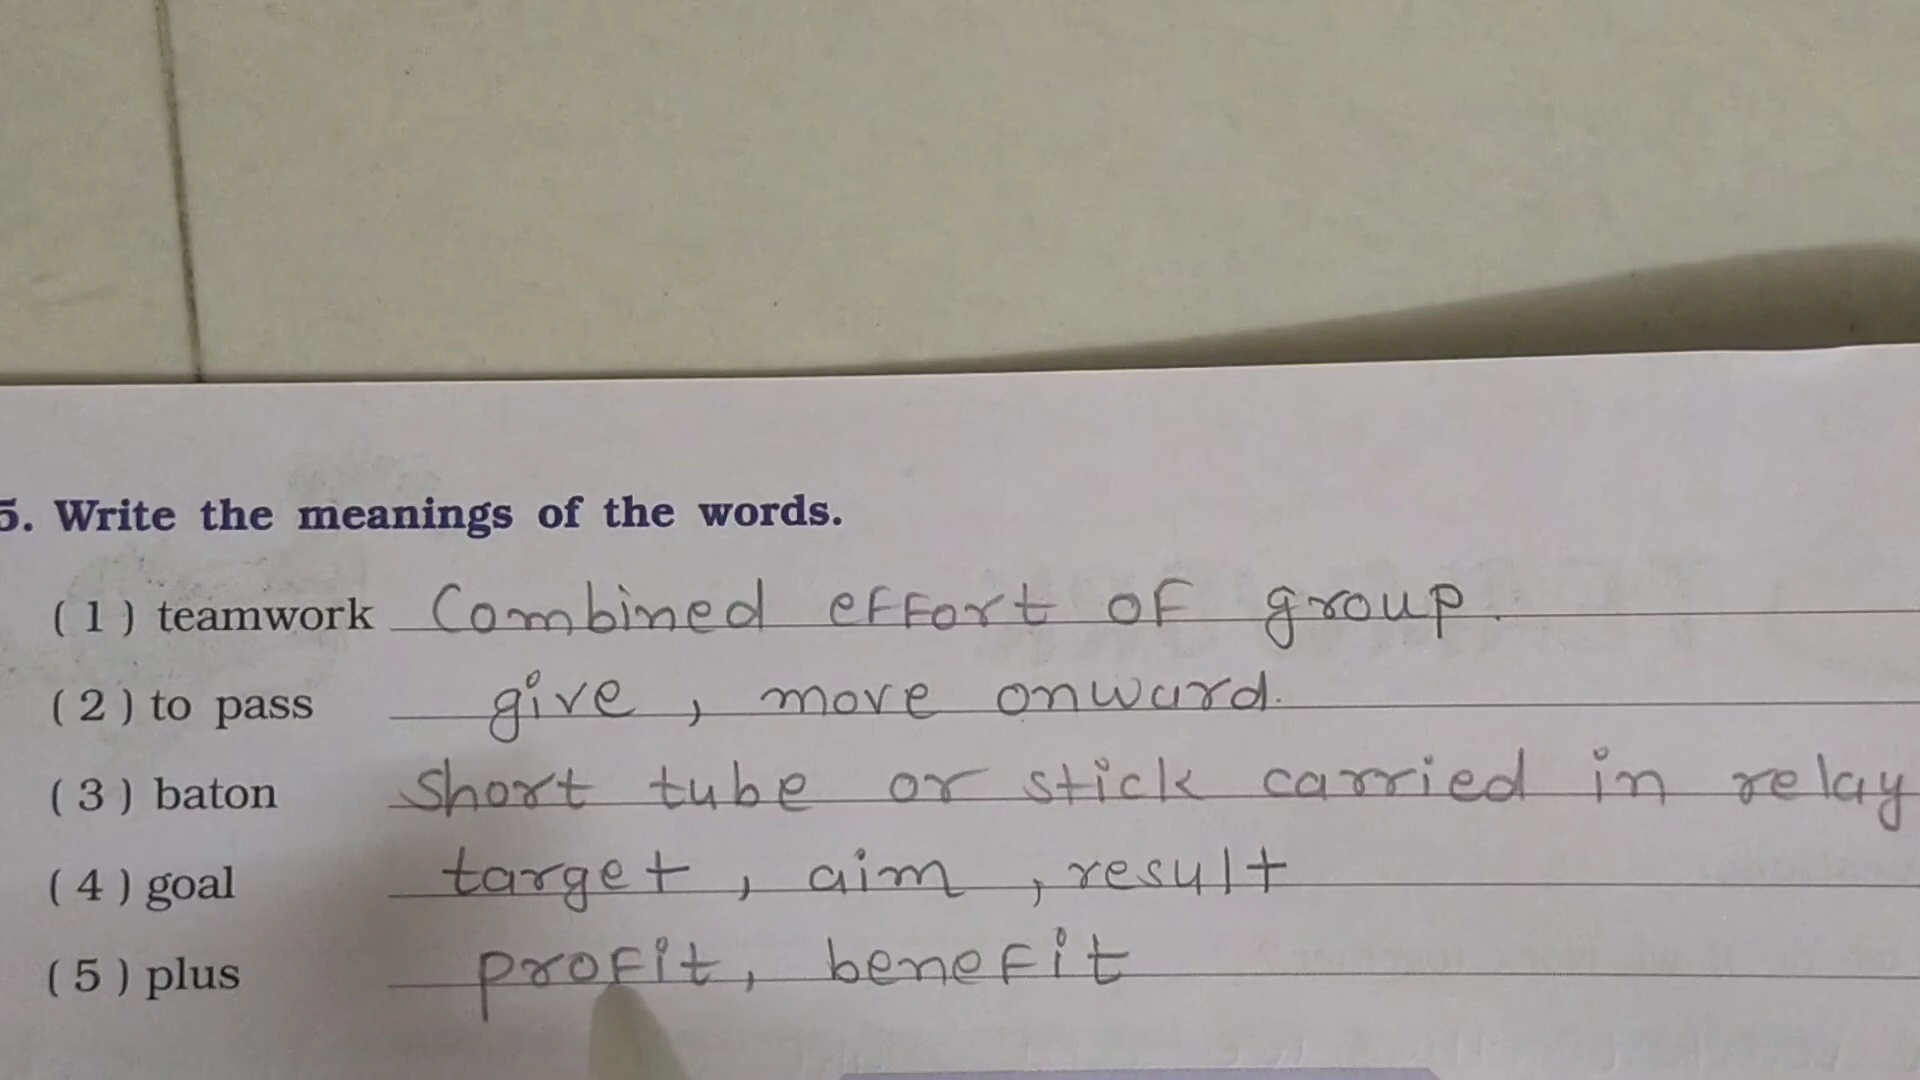 5. Write the meanings of the words.
(1) teamwork Combined effort of group.
(2) to pass give, move onward.
(3) baton short tube or stick carried in relay
(4) goal target, aim, result
(5) plus profit, benefit